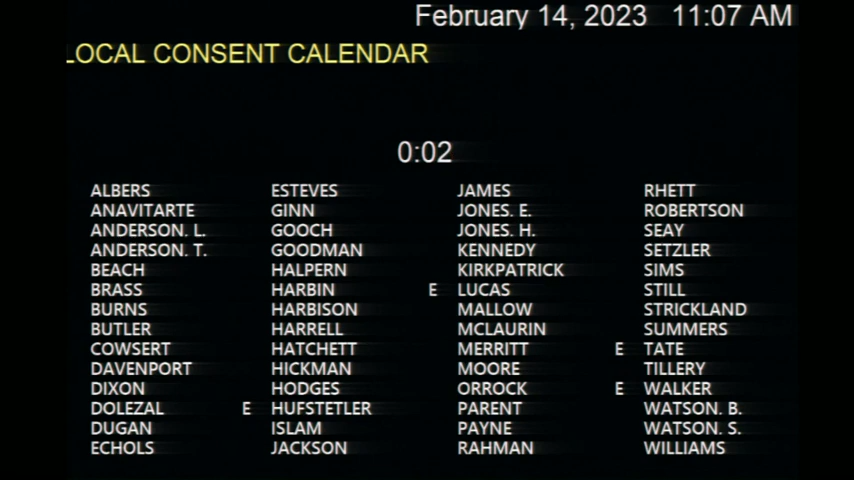 February 14, 2023 11:07 AM
LOCAL CONSENT CALENDAR
0:02
ALBERS ESTEVES JAMES RHETT
ANAVITARTE GINN JONES. E. ROBERTSON
ANDERSON. L. GOOCH JONES. H. SEAY
ANDERSON. T. GOODMAN KENNEDY SETZLER
BEACH HALPERN KIRKPATRICK SIMS
BRASS HARBIN E LUCAS STILL
BURNS HARBISON MALLOW STRICKLAND
BUTLER HARRELL MCLAURIN SUMMERS
COWSERT HATCHETT MERRITT E TATE
DAVENPORT HICKMAN MOORE TILLERY
DIXON HODGES ORROCK E WALKER
DOLEZAL E HUFSTETLER PARENT WATSON. B.
DUGAN ISLAM PAYNE WATSON. S.
ECHOLS JACKSON RAHMAN WILLIAMS